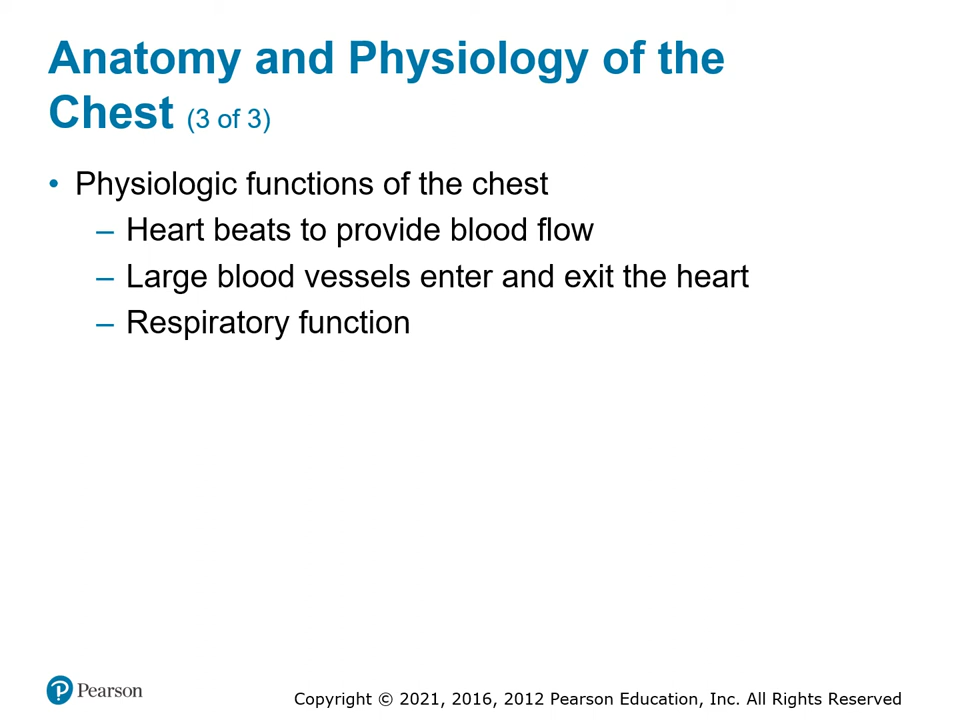 Anatomy and Physiology of the
Chest (3 of 3)
• Physiologic functions of the chest
– Heart beats to provide blood flow
– Large blood vessels enter and exit the heart
– Respiratory function
Pearson
Copyright © 2021, 2016, 2012 Pearson Education, Inc. All Rights Reserved